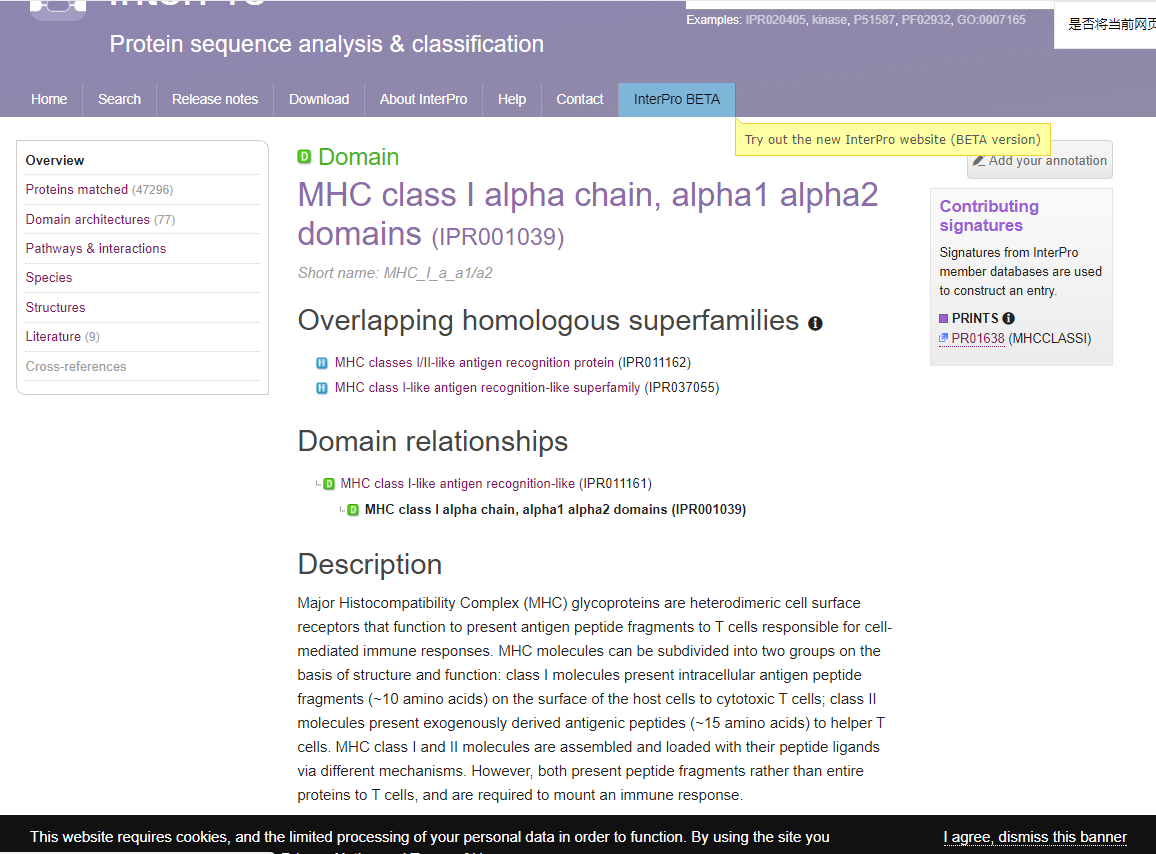 Examples: IPR020405, kinase, P51587, PF02932, GO:0007165
是否将当前网页
Protein sequence analysis & classification
Home
Search
Release notes
Download
About InterPro
Help
Contact
InterPro BETA
Try out the new InterPro website (BETA version)
Add your annotation
Overview
Proteins matched (47296)
Domain architectures (77)
Pathways & interactions
Species
Structures
Literature (9)
Cross-references
D Domain
MHC class I alpha chain, alpha1 alpha2
domains (IPR001039)
Short name: MHC_I_a_a1/a2
Overlapping homologous superfamilies i
H MHC classes I/II-like antigen recognition protein (IPR011162)
H MHC class I-like antigen recognition-like superfamily (IPR037055)
Domain relationships
D MHC class I-like antigen recognition-like (IPR011161)
D MHC class I alpha chain, alpha1 alpha2 domains (IPR001039)
Description
Major Histocompatibility Complex (MHC) glycoproteins are heterodimeric cell surface
receptors that function to present antigen peptide fragments to T cells responsible for cell-
mediated immune responses. MHC molecules can be subdivided into two groups on the
basis of structure and function: class I molecules present intracellular antigen peptide
fragments (~10 amino acids) on the surface of the host cells to cytotoxic T cells; class II
molecules present exogenously derived antigenic peptides (~15 amino acids) to helper T
cells. MHC class I and II molecules are assembled and loaded with their peptide ligands
via different mechanisms. However, both present peptide fragments rather than entire
proteins to T cells, and are required to mount an immune response.
Contributing
signatures
Signatures from InterPro
member databases are used
to construct an entry.
PRINTS i
PR01638 (MHCCLASSI)
This website requires cookies, and the limited processing of your personal data in order to function. By using the site you
I agree, dismiss this banner